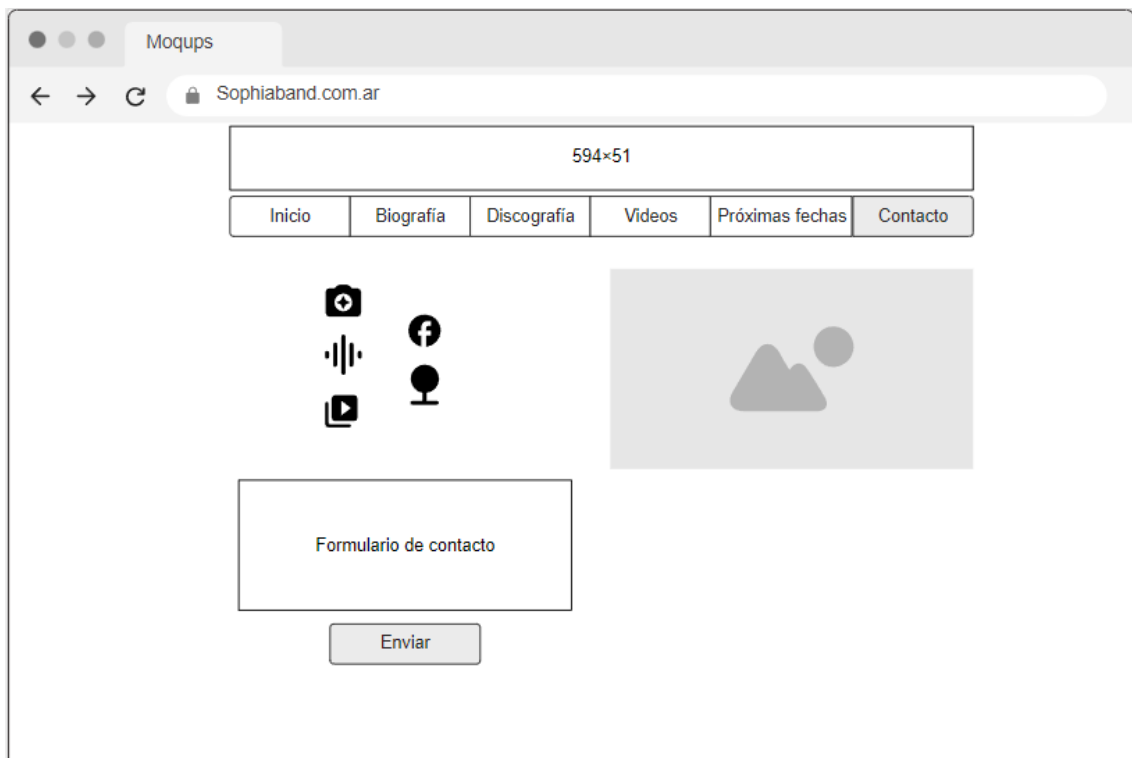 Moqups
Sophiaband.com.ar
594×51
Inicio Biografía Discografía Videos Próximas fechas Contacto
Formulario de contacto
Enviar